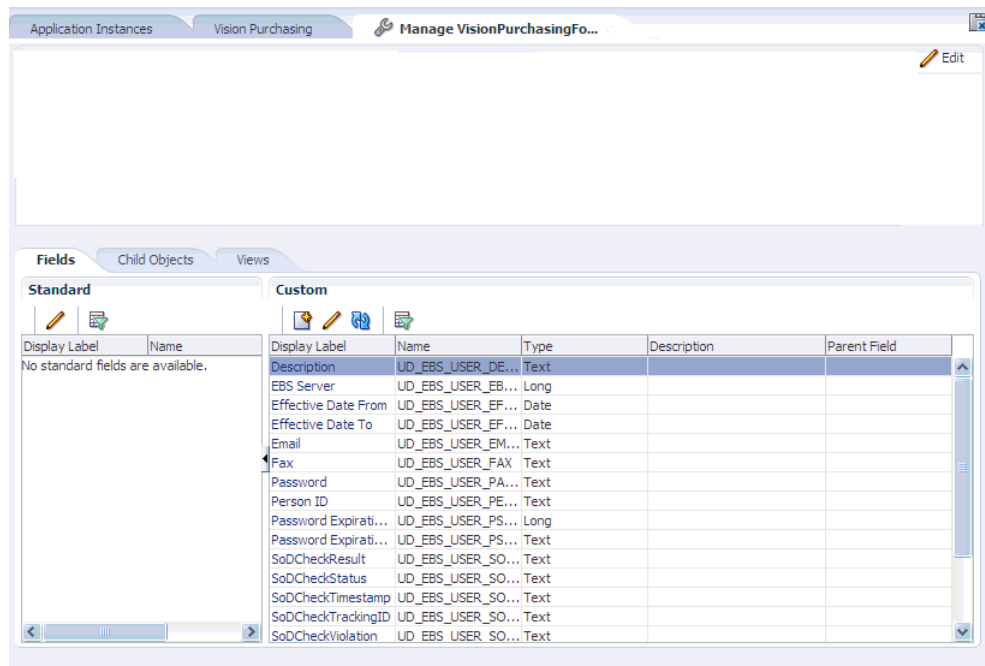 Application Instances Vision Purchasing Manage VisionPurchasingFo...
Edit
Fields Child Objects Views
Standard Custom
Display Label Name Display Label Name Type Description Parent Field
No standard fields are available. Description UD_EBS_USER_DE... Text
EBS Server UD_EBS_USER_EB... Long
Effective Date From UD_EBS_USER_EF... Date
Effective Date To UD_EBS_USER_EF... Date
Email UD_EBS_USER_EM... Text
Fax UD_EBS_USER_FAX Text
Password UD_EBS_USER_PA... Text
Person ID UD_EBS_USER_PE... Text
Password Expirati... UD_EBS_USER_PS... Long
Password Expirati... UD_EBS_USER_PS... Text
SoDCheckResult UD_EBS_USER_SO... Text
SoDCheckStatus UD_EBS_USER_SO... Text
SoDCheckTimestamp UD_EBS_USER_SO... Text
SoDCheckTrackingID UD_EBS_USER_SO... Text
SoDCheckViolation UD_EBS_USER_SO... Text